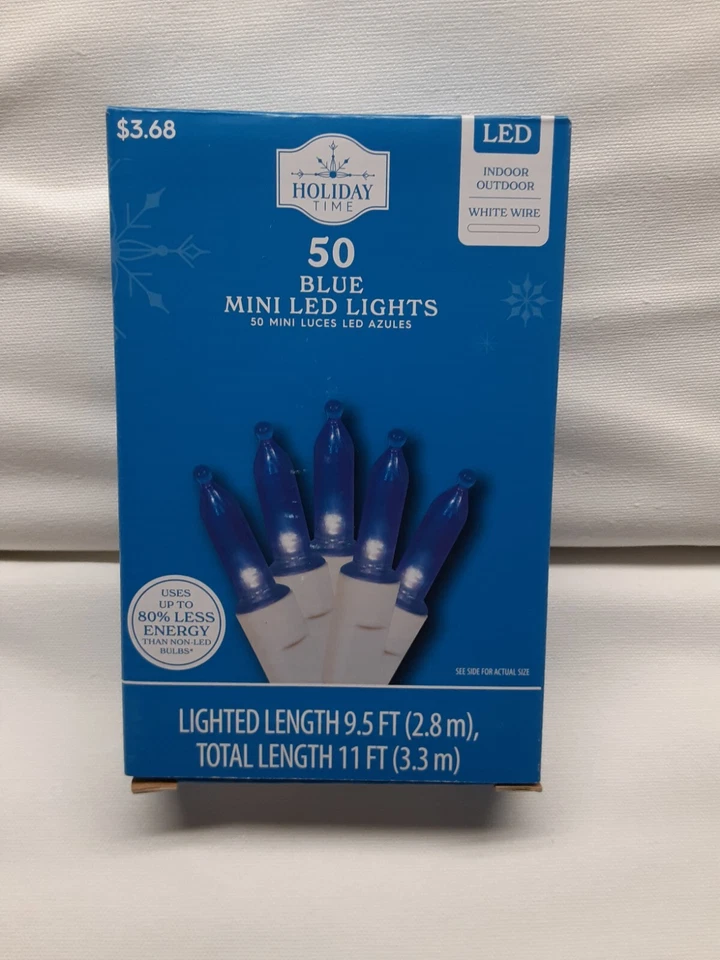 $3.68
HOLIDAY
TIME
LED
INDOOR
OUTDOOR
WHITE WIRE
50
BLUE
MINI LED LIGHTS
50 MINI LUCES LED AZULES
USES
UP TO
80% LESS
ENERGY
THAN NON-LED
BULBS*
SEE SIDE FOR ACTUAL SIZE
LIGHTED LENGTH 9.5 FT (2.8 m),
TOTAL LENGTH 11 FT (3.3 m)